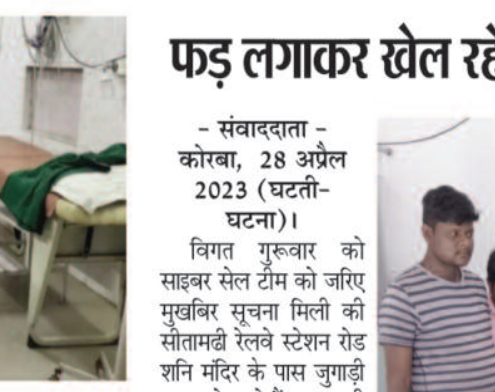 फड़ लगाकर खेल रहे
- संवाददाता -
कोरबा, 28 अप्रैल
2023 (घटती-
घटना)।
विगत गुरूवार को
साइबर सेल टीम को जरिए
मुखबिर सूचना मिली की
सीतामढी रेलवे स्टेशन रोड
शनि मंदिर के पास जुगाड़ी